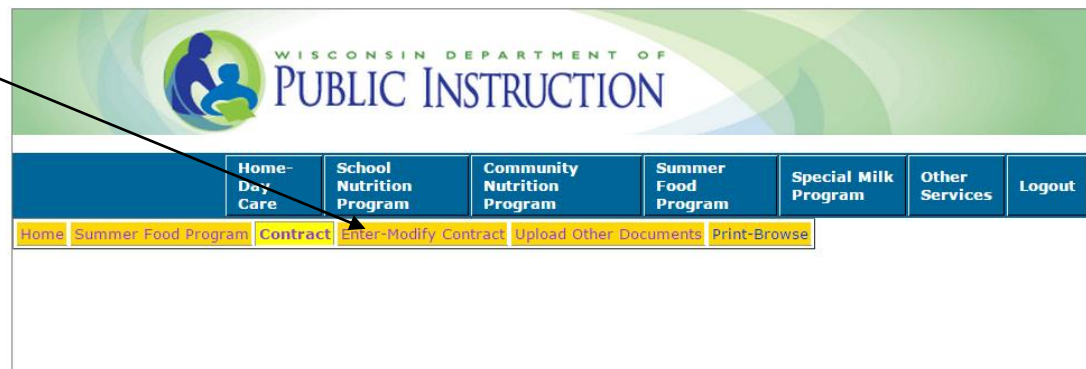 WISCONSIN DEPARTMENT OF
PUBLIC INSTRUCTION
Home-
Day
Care
School
Nutrition
Program
Community
Nutrition
Program
Summer
Food
Program
Special Milk
Program
Other
Services
Logout
Home Summer Food Program Contract Enter-Modify Contract Upload Other Documents Print-Browse